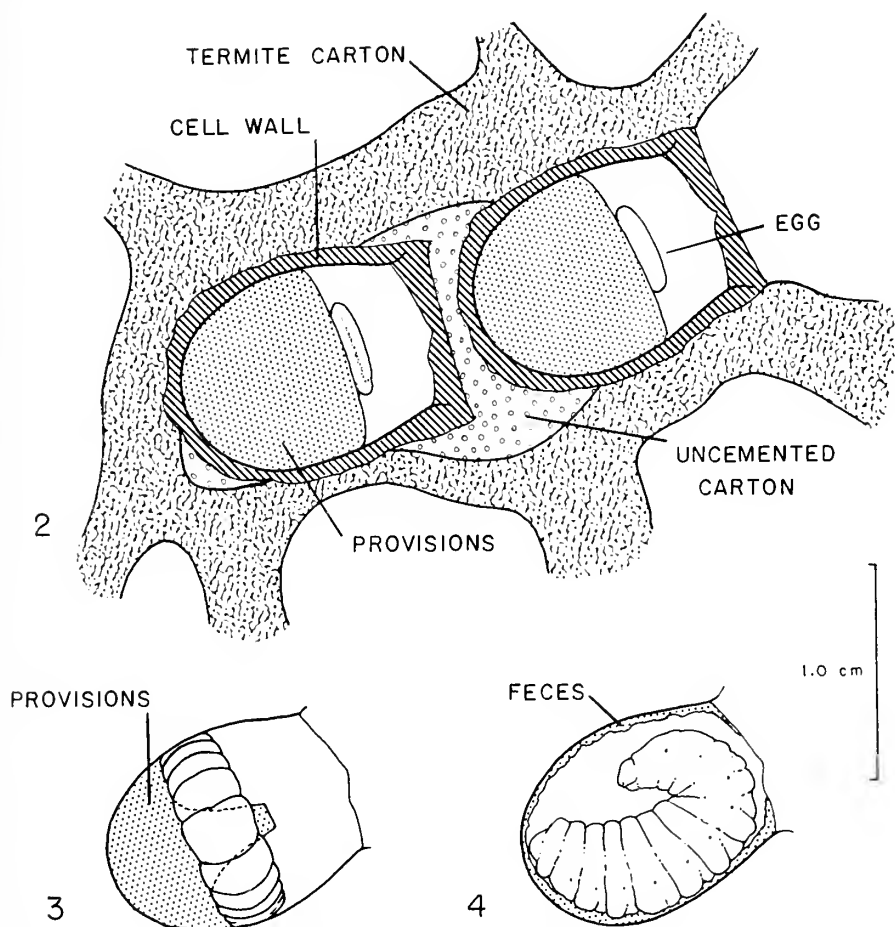 TERMITE CARTON
CELL WALL
EGG
UNCEMENTED
CARTON
2
PROVISIONS
1.0 cm
PROVISIONS
FECES
3
4